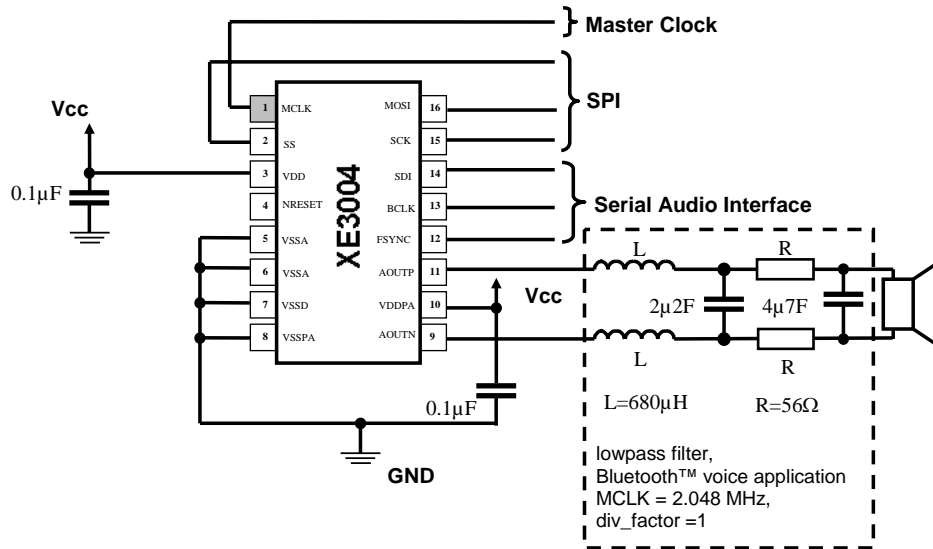 Master Clock
SPI
Vcc
0.1µF
1 MCLK MOSI 16
2 SS SCK 15
3 VDD SDI 14
4 NRESET BCLK 13
5 VSSA FSYNC 12
6 VSSA AOUTP 11
7 VSSD VDDPA 10
8 VSSPA AOUTN 9
XE3004
Serial Audio Interface
L R
Vcc
2µ2F 4µ7F
L R
0.1µF
L=680µH R=56Ω
GND
lowpass filter,
Bluetooth™ voice application
MCLK = 2.048 MHz,
div_factor =1